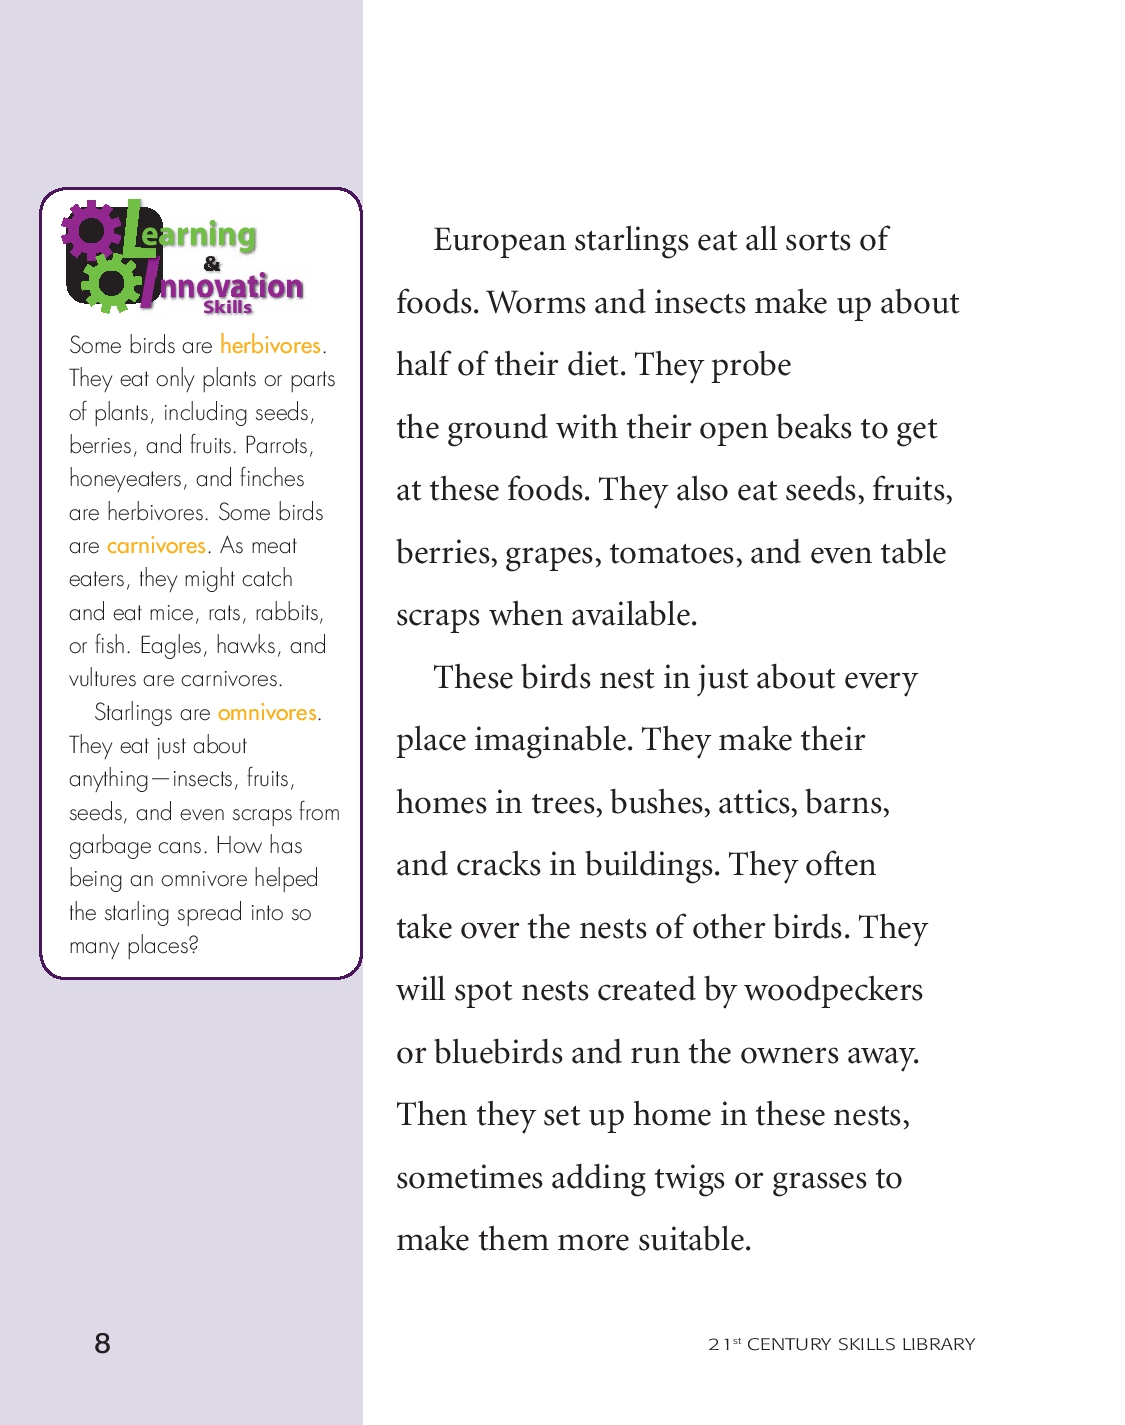 Learning
&
Innovation
Skills
Some birds are herbivores.
They eat only plants or parts
of plants, including seeds,
berries, and fruits. Parrots,
honeyeaters, and finches
are herbivores. Some birds
are carnivores. As meat
eaters, they might catch
and eat mice, rats, rabbits,
or fish. Eagles, hawks, and
vultures are carnivores.
Starlings are omnivores.
They eat just about
anything—insects, fruits,
seeds, and even scraps from
garbage cans. How has
being an omnivore helped
the starling spread into so
many places?
European starlings eat all sorts of
foods. Worms and insects make up about
half of their diet. They probe
the ground with their open beaks to get
at these foods. They also eat seeds, fruits,
berries, grapes, tomatoes, and even table
scraps when available.
These birds nest in just about every
place imaginable. They make their
homes in trees, bushes, attics, barns,
and cracks in buildings. They often
take over the nests of other birds. They
will spot nests created by woodpeckers
or bluebirds and run the owners away.
Then they set up home in these nests,
sometimes adding twigs or grasses to
make them more suitable.
8
21st CENTURY SKILLS LIBRARY